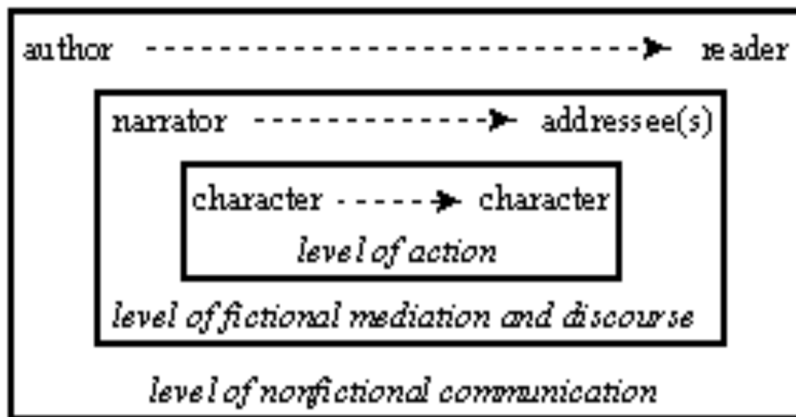 author reader
narrator addressee(s)
character character
level of action
level of fictional mediation and discourse
level of nonfictional communication